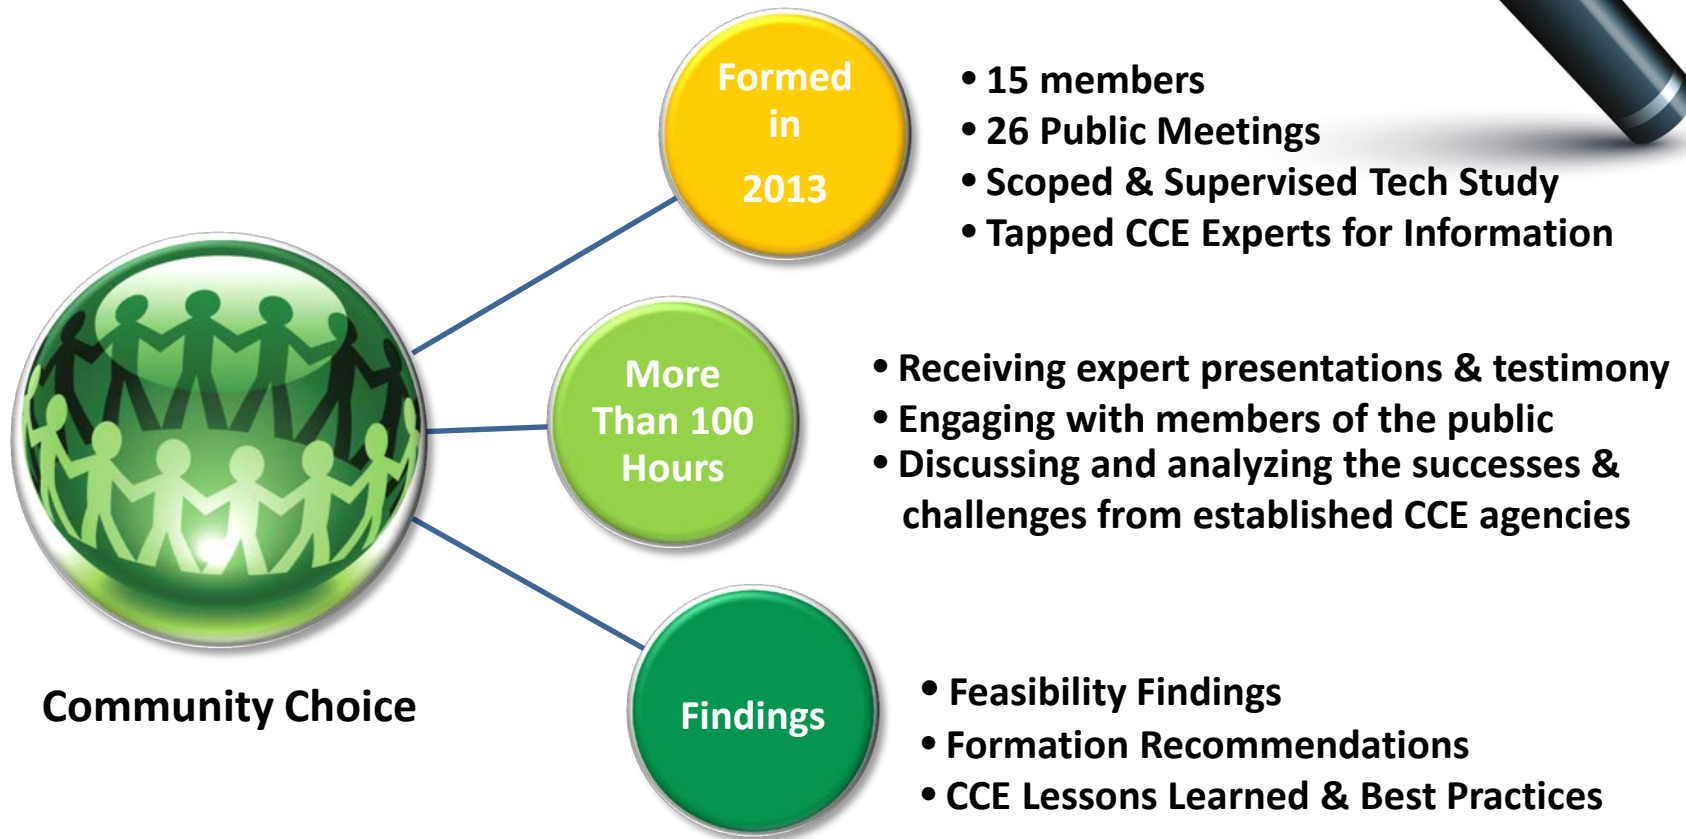 Formed
in
2013
• 15 members
• 26 Public Meetings
• Scoped & Supervised Tech Study
• Tapped CCE Experts for Information
More
Than 100
Hours
• Receiving expert presentations & testimony
• Engaging with members of the public
• Discussing and analyzing the successes &
challenges from established CCE agencies
Community Choice
Findings
• Feasibility Findings
• Formation Recommendations
• CCE Lessons Learned & Best Practices